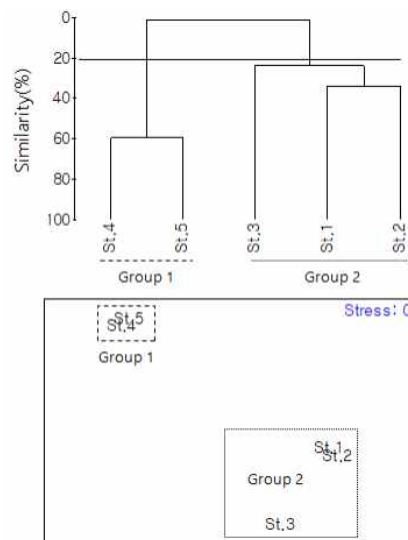 Similarity(%)
0
20
40
60
80
100
St.4
St.5
St.3
St.1
St.2
Group 1
Group 2
Stress: 0
St.5
St.4
Group 1
St.1
St.2
Group 2
St.3